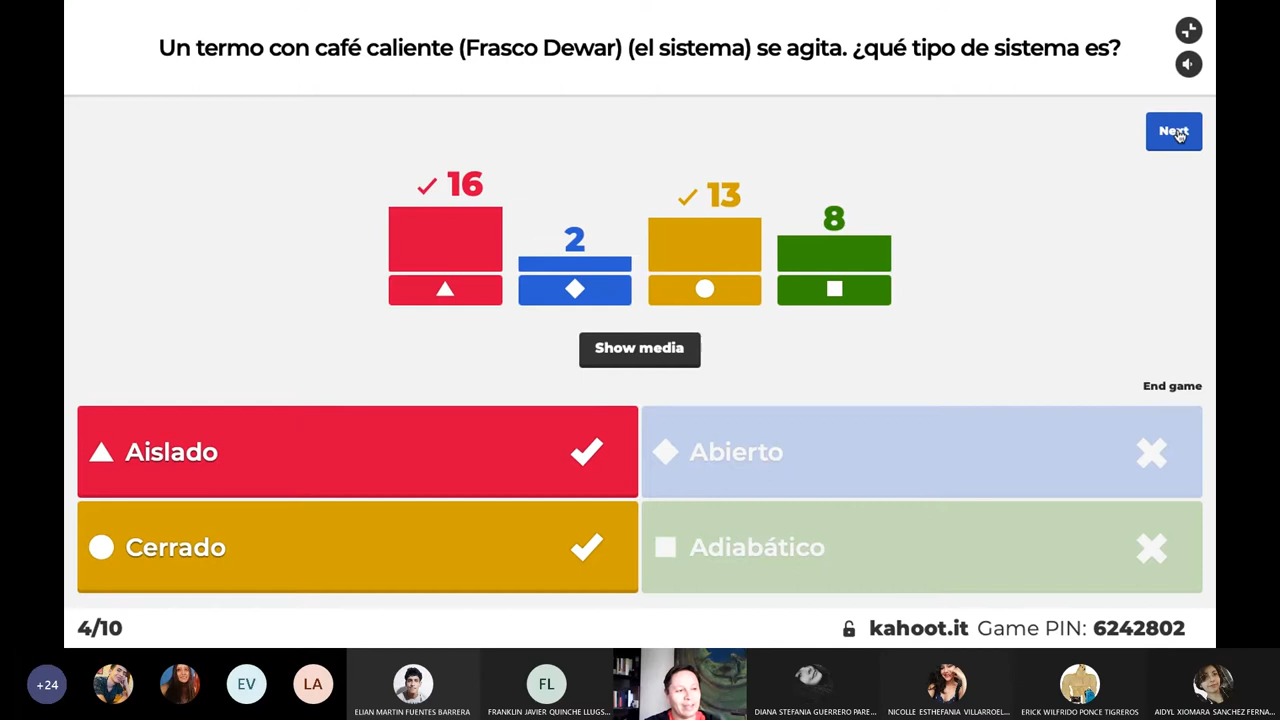 Un termo con café caliente (Frasco Dewar) (el sistema) se agita. ¿qué tipo de sistema es?
Next
16
2
13
8
Show media
End game
Aislado
Abierto
Cerrado
Adiabático
4/10
kahoot.it Game PIN: 6242802
+24
EV
LA
FL
ELIAN MARTIN FUENTES BARRERA
FRANKLIN JAVIER QUINCHE LLUGS...
DIANA STEFANIA GUERRERO PARE...
NICOLLE ESTHEFANIA VILLARROEL...
ERICK WILFRIDO PONCE TIGREROS
AIDYL XIOMARA SANCHEZ FERNA...